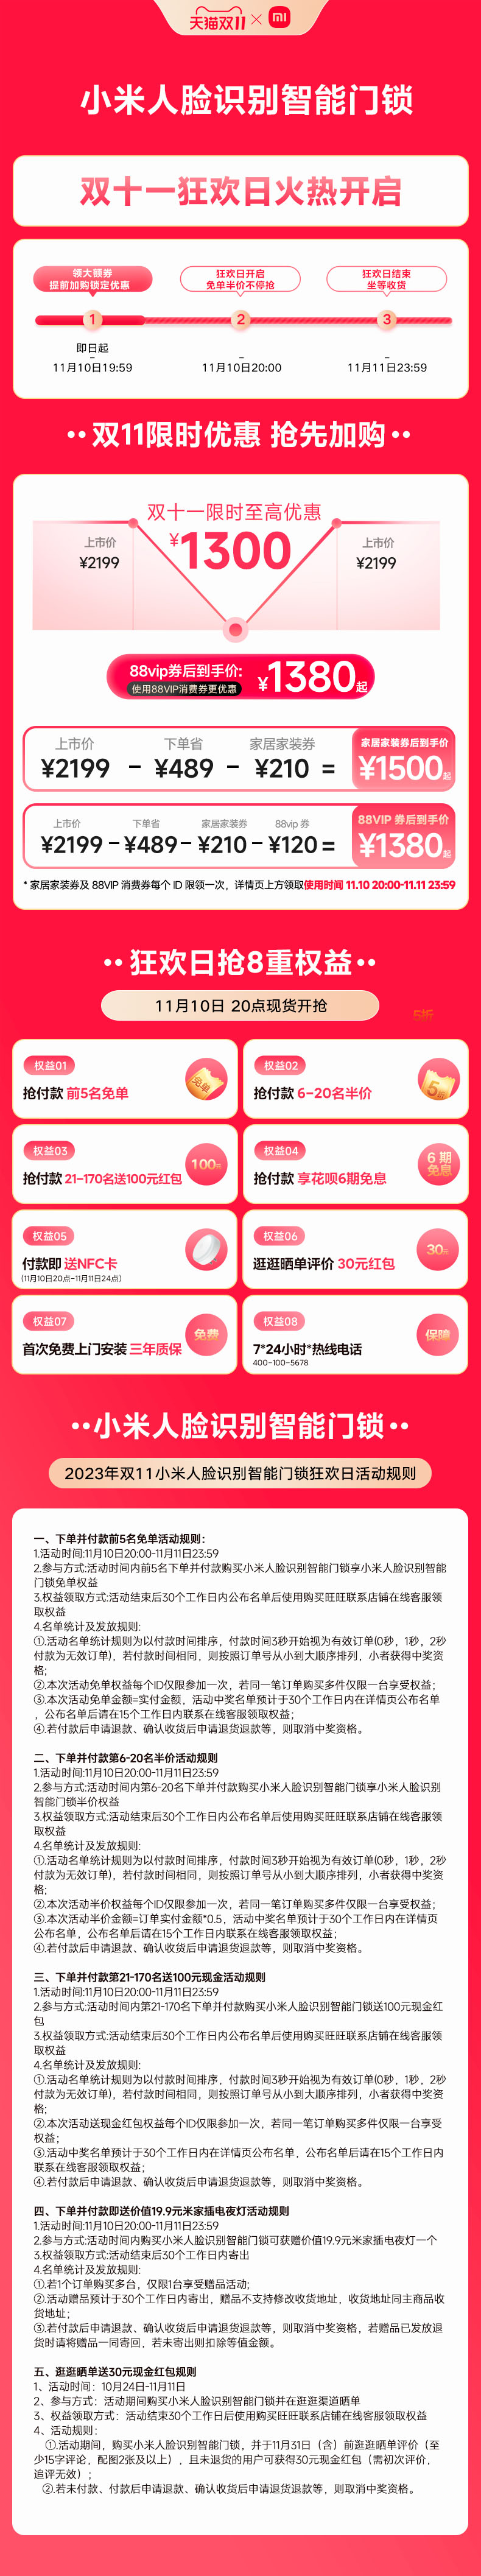 天猫双11 × mi
小米人脸识别智能门锁
双十一狂欢日火热开启
领大额券
提前加购锁定优惠
狂欢日开启
免单半价不停抢
狂欢日结束
坐等收货
1
2
3
即日起
-
11月10日19:59
-
11月10日20:00
-
11月11日23:59
··双11限时优惠 抢先加购··
双十一限时至高优惠
¥1300
上市价
¥2199
上市价
¥2199
88vip券后到手价:
使用88VIP消费券更优惠
¥1380起
上市价 下单省 家居家装券 家居家装券后到手价
¥2199 - ¥489 - ¥210 = ¥1500起
上市价 下单省 家居家装券 88vip 券 88VIP 券后到手价
¥2199-¥489-¥210-¥120= ¥1380起
* 家居家装券及 88VIP 消费券每个 ID 限领一次，详情页上方领取使用时间 11.10 20:00-11.11 23:59
··狂欢日抢8重权益··
11月10日 20点现货开抢
5折
权益01
抢付款 前5名免单
免单
权益02
抢付款 6-20名半价
5折
权益03
抢付款 21-170名送100元红包
100元
权益04
抢付款 享花呗6期免息
6 期
免息
权益05
付款即 送NFC卡
(11月10日20点-11月11日24点)
权益06
逛逛晒单评价 30元红包
30元
权益07
首次免费上门安装 三年质保
免费
权益08
7*24小时*热线电话
400-100-5678
保障
··小米人脸识别智能门锁··
2023年双11小米人脸识别智能门锁狂欢日活动规则
一、下单并付款前5名免单活动规则：
1.活动时间:11月10日20:00-11月11日23:59
2.参与方式:活动时间内前5名下单并付款购买小米人脸识别智能门锁享小米人脸识别智能
门锁免单权益
3.权益领取方式:活动结束后30个工作日内公布名单后使用购买旺旺联系店铺在线客服领
取权益
4.名单统计及发放规则:
①.活动名单统计规则为以付款时间排序，付款时间3秒开始视为有效订单(0秒，1秒，2秒
付款为无效订单)，若付款时间相同，则按照订单号从小到大顺序排列，小者获得中奖资
格;
②.本次活动免单权益每个ID仅限参加一次，若同一笔订单购买多件仅限一台享受权益；
③.本次活动免单金额=实付金额，活动中奖名单预计于30个工作日内在详情页公布名单
，公布名单后请在15个工作日内联系在线客服领取权益；
④.若付款后申请退款、确认收货后申请退货退款等，则取消中奖资格。
二、下单并付款第6-20名半价活动规则
1.活动时间:11月10日20:00-11月11日23:59
2.参与方式:活动时间内第6-20名下单并付款购买小米人脸识别智能门锁享小米人脸识别
智能门锁半价权益
3.权益领取方式:活动结束后30个工作日内公布名单后使用购买旺旺联系店铺在线客服领
取权益
4.名单统计及发放规则:
①.活动名单统计规则为以付款时间排序，付款时间3秒开始视为有效订单(0秒，1秒，2秒
付款为无效订单)，若付款时间相同，则按照订单号从小到大顺序排列，小者获得中奖资
格;
②.本次活动半价权益每个ID仅限参加一次，若同一笔订单购买多件仅限一台享受权益；
③.本次活动半价金额=订单实付金额*0.5，活动中奖名单预计于30个工作日内在详情页
公布名单，公布名单后请在15个工作日内联系在线客服领取权益；
④.若付款后申请退款、确认收货后申请退货退款等，则取消中奖资格。
三、下单并付款第21-170名送100元现金活动规则
1.活动时间:11月10日20:00-11月11日23:59
2.参与方式:活动时间内第21-170名下单并付款购买小米人脸识别智能门锁送100元现金红
包
3.权益领取方式:活动结束后30个工作日内公布名单后使用购买旺旺联系店铺在线客服领
取权益
4.名单统计及发放规则:
①.活动名单统计规则为以付款时间排序，付款时间3秒开始视为有效订单(0秒，1秒，2秒
付款为无效订单)，若付款时间相同，则按照订单号从小到大顺序排列，小者获得中奖资
格;
②.本次活动送现金红包权益每个ID仅限参加一次，若同一笔订单购买多件仅限一台享受
权益；
③.活动中奖名单预计于30个工作日内在详情页公布名单，公布名单后请在15个工作日内
联系在线客服领取权益；
④.若付款后申请退款、确认收货后申请退货退款等，则取消中奖资格。
四、下单并付款即送价值19.9元米家插电夜灯活动规则
1.活动时间:11月10日20:00-11月11日23:59
2.参与方式:活动时间内购买小米人脸识别智能门锁可获赠价值19.9元米家插电夜灯一个
3.权益领取方式:活动结束后30个工作日内寄出
4.名单统计及发放规则:
①.若1个订单购买多台，仅限1台享受赠品活动;
②.活动赠品预计于30个工作日内寄出，赠品不支持修改收货地址，收货地址同主商品收
货地址；
③.若付款后申请退款、确认收货后申请退货退款等，则取消中奖资格，若赠品已发放退
货时请将赠品一同寄回，若未寄出则扣除等值金额。
五、逛逛晒单送30元现金红包规则
1、活动时间：10月24日-11月11日
2、参与方式：活动期间购买小米人脸识别智能门锁并在逛逛渠道晒单
3、权益领取方式：活动结束30个工作日后使用购买旺旺联系店铺在线客服领取权益
4、活动规则：
①.活动期间，购买小米人脸识别智能门锁，并于11月31日（含）前逛逛晒单评价（至
少15字评论，配图2张及以上），且未退货的用户可获得30元现金红包（需初次评价，
追评无效）；
②.若未付款、付款后申请退款、确认收货后申请退货退款等，则取消中奖资格。